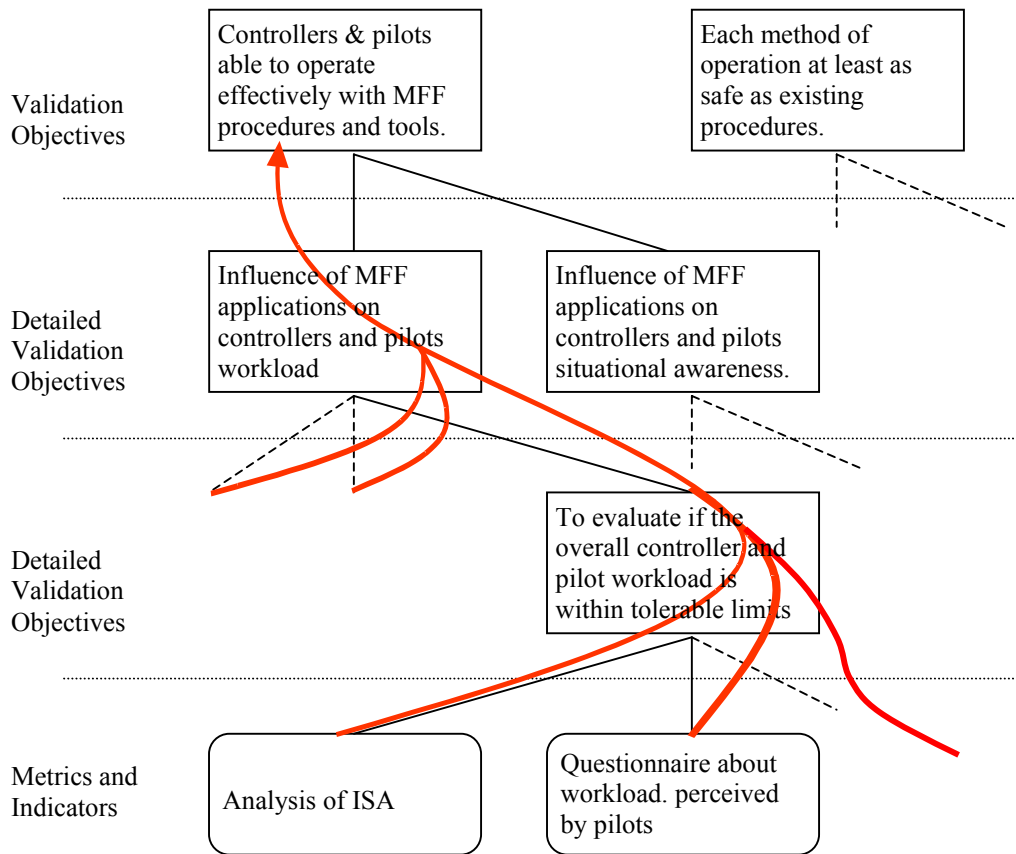 Validation
Objectives
Controllers & pilots
able to operate
effectively with MFF
procedures and tools.
Each method of
operation at least as
safe as existing
procedures.
Detailed
Validation
Objectives
Influence of MFF
applications on
controllers and pilots
workload
Influence of MFF
applications on
controllers and pilots
situational awareness.
Detailed
Validation
Objectives
To evaluate if the
overall controller and
pilot workload is
within tolerable limits
Metrics and
Indicators
Analysis of ISA
Questionnaire about
workload. perceived
by pilots